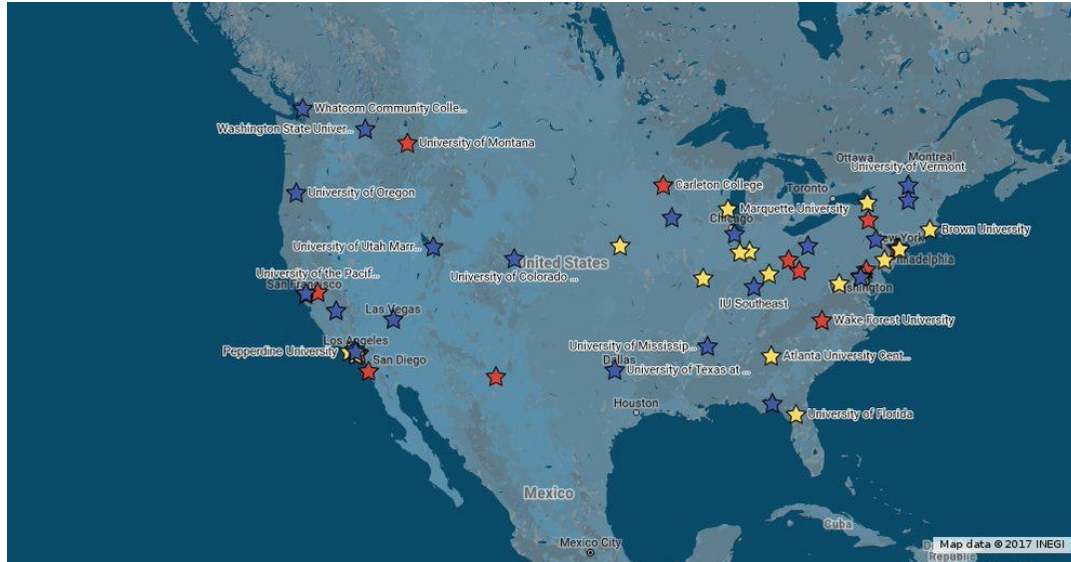 Whatcom Community Colle...
Washington State Univer...
University of Montana
Ottawa
Montreal
University of Vermont
Carleton College
Toronto
University of Oregon
Marquette University
Chicago
Brown University
New York
University of Utah Marr...
United States
Philadelphia
University of Colorado ...
University of the Pacif...
San Francisco
Washington
IU Southeast
Las Vegas
Wake Forest University
Los Angeles
Pepperdine University
University of Mississip...
Dallas
San Diego
Atlanta University Cent...
University of Texas at ...
Houston
University of Florida
Mexico
Cuba
Mexico City
Map data © 2017 INEGI
Republic